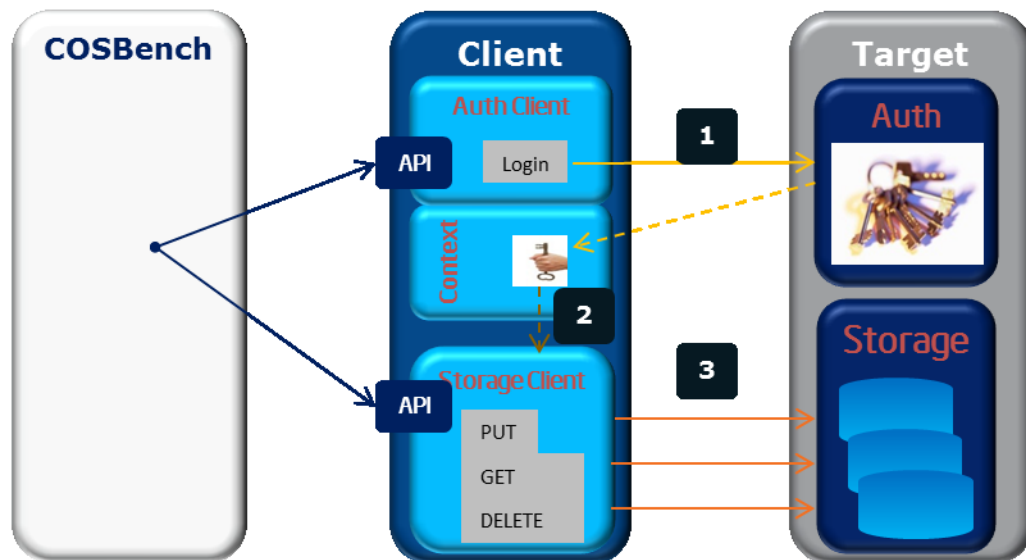 COSBench
Client
Target
Auth Client
Auth
API
Login
1
Context
2
Storage Client
Storage
API
3
PUT
GET
DELETE